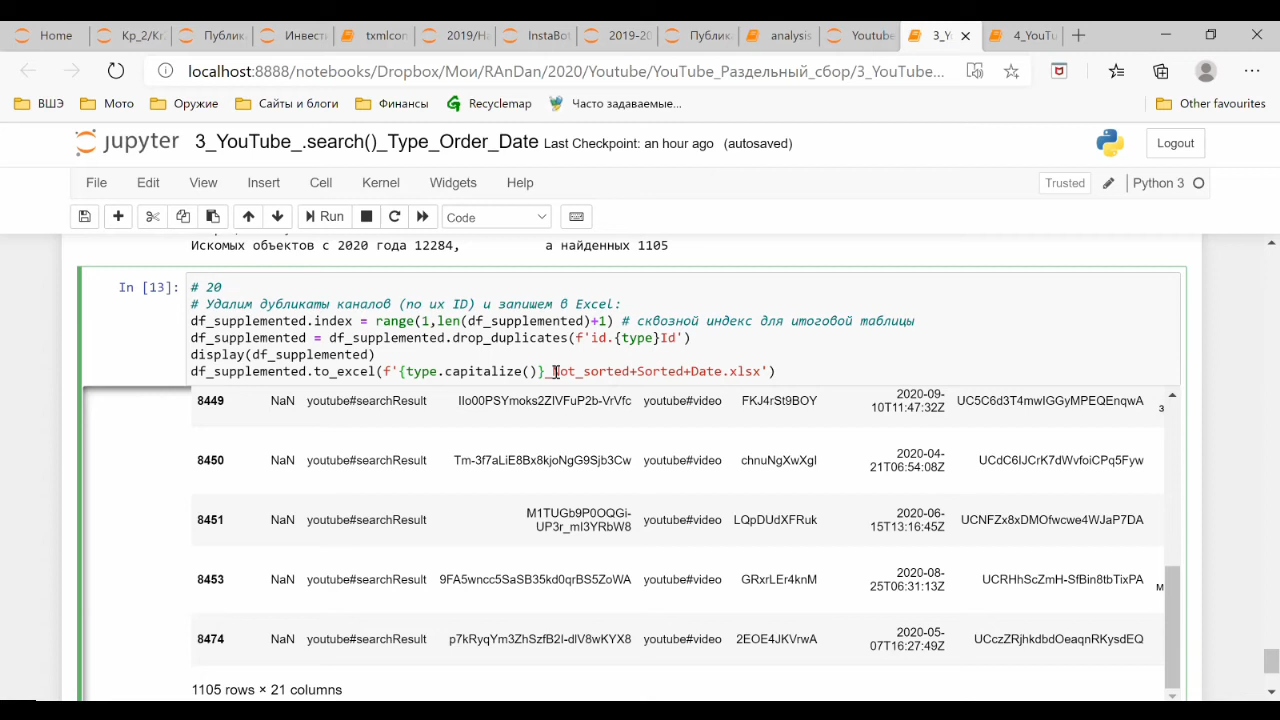 Home Кр_2/Кг Публик Инвест txmlcon 2019/На InstaBot 2019-20 Публик analysis Youtube 3_Yo 4_YouTu
localhost:8888/notebooks/Dropbox/Мои/RAnDan/2020/Youtube/YouTube_Раздельный_сбор/3_YouTube...
ВШЭ Мото Оружие Сайты и блоги Финансы Recyclemap Часто задаваемые... Other favourites
jupyter 3_YouTube_.search()_Type_Order_Date Last Checkpoint: an hour ago (autosaved) Logout
File Edit View Insert Cell Kernel Widgets Help Trusted Python 3
Run Code
Искомых объектов с 2020 года 12284, а найденных 1105
In [13]: # 20
# Удалим дубликаты каналов (по их ID) и запишем в Excel:
df_supplemented.index = range(1,len(df_supplemented)+1) # сквозной индекс для итоговой таблицы
df_supplemented = df_supplemented.drop_duplicates(f'id.{type}Id')
display(df_supplemented)
df_supplemented.to_excel(f'{type.capitalize()}_not_sorted+Sorted+Date.xlsx')
8449 NaN youtube#searchResult IIo00PSYmoks2ZIVFuP2b-VrVfc youtube#video FKJ4rSt9BOY 2020-09-10T11:47:32Z UC5C6d3T4mwIGGyMPEQEnqwA
8450 NaN youtube#searchResult Tm-3f7aLiE8Bx8kjoNgG9Sjb3Cw youtube#video chnuNgXwXgI 2020-04-21T06:54:08Z UCdC6IJCrK7dWvfoiCPq5Fyw
8451 NaN youtube#searchResult M1TUGb9P0OQGi-UP3r_mI3YRbW8 youtube#video LQpDUdXFRuk 2020-06-15T13:16:45Z UCNFZx8xDMOfwcwe4WJaP7DA
8453 NaN youtube#searchResult 9FA5wncc5SaSB35kd0qrBS5ZoWA youtube#video GRxrLEr4knM 2020-08-25T06:31:13Z UCRHhScZmH-SfBin8tbTixPA
8474 NaN youtube#searchResult p7kRyqYm3ZhSzfB2I-dlV8wKYX8 youtube#video 2EOE4JKVrwA 2020-05-07T16:27:49Z UCczZRjhkdbdOeaqnRKysdEQ
1105 rows × 21 columns